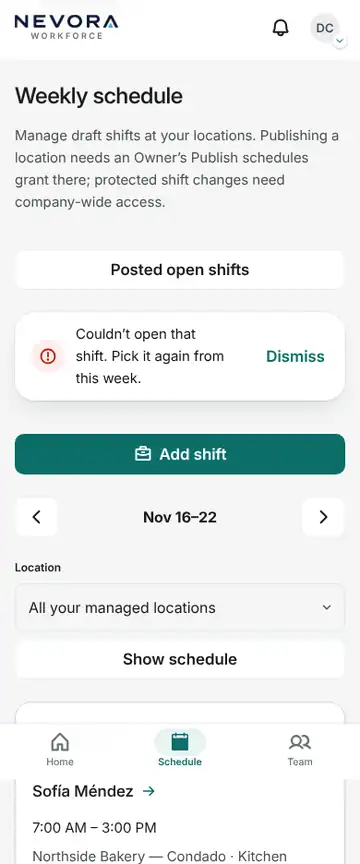 NEVORA
WORKFORCE
DC
Weekly schedule
Manage draft shifts at your locations. Publishing a
location needs an Owner’s Publish schedules
grant there; protected shift changes need
company-wide access.
Posted open shifts
Couldn’t open that
shift. Pick it again from
this week.
Dismiss
Add shift
Nov 16–22
Location
All your managed locations
Show schedule
Home
Schedule
Team
Sofía Méndez →
7:00 AM – 3:00 PM
Northside Bakery — Condado · Kitchen